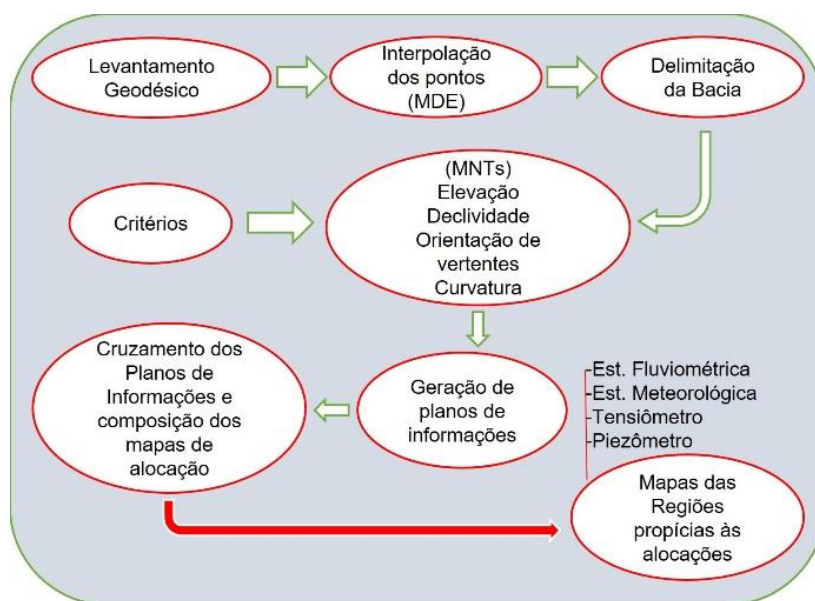 Levantamento
Geodésico
Interpolação
dos pontos
(MDE)
Delimitação
da Bacia
Critérios
(MNTs)
Elevação
Declividade
Orientação de
vertentes
Curvatura
Geração de
planos de
informações
Cruzamento dos
Planos de
Informações e
composição dos
mapas de
alocação
Est. Fluviométrica
Est. Meteorológica
Tensiômetro
Piezômetro
Mapas das
Regiões
propícias às
alocações